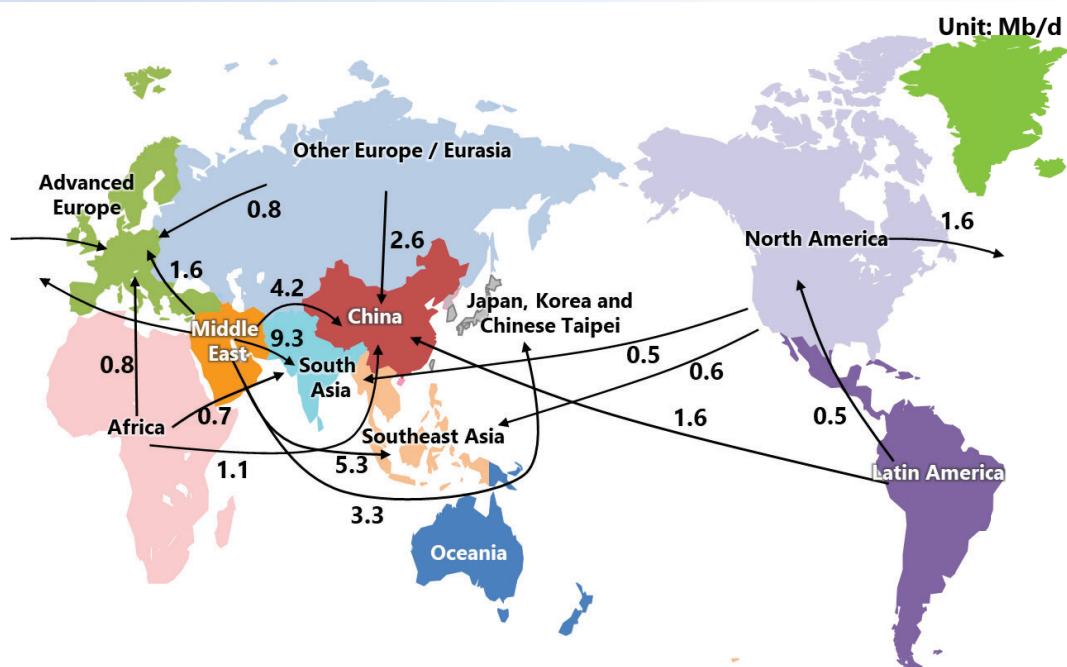 Unit: Mb/d
Other Europe / Eurasia
Advanced
Europe
0.8
1.6
North America
2.6
1.6
4.2
Japan, Korea and
Chinese Taipei
China
Middle
East
9.3
South
Asia
0.5
0.8
0.6
0.7
Africa
Southeast Asia
1.6
0.5
1.1
5.3
Latin America
3.3
Oceania